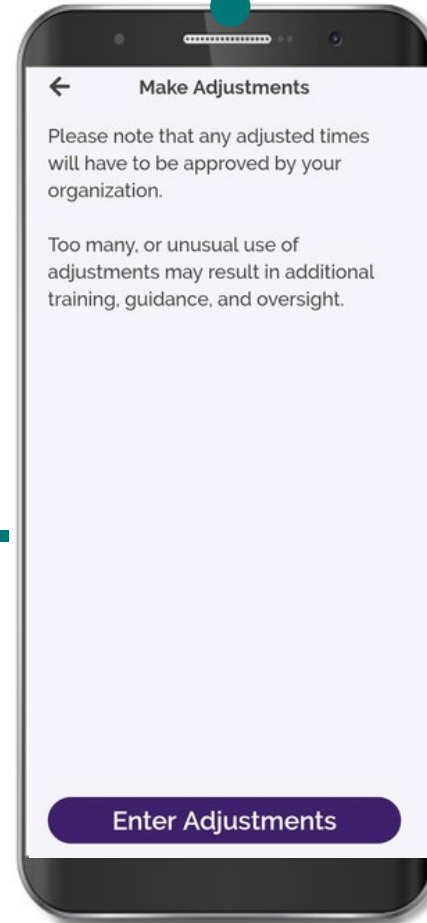 Make Adjustments
Please note that any adjusted times
will have to be approved by your
organization.
Too many, or unusual use of
adjustments may result in additional
training, guidance, and oversight.
Enter Adjustments